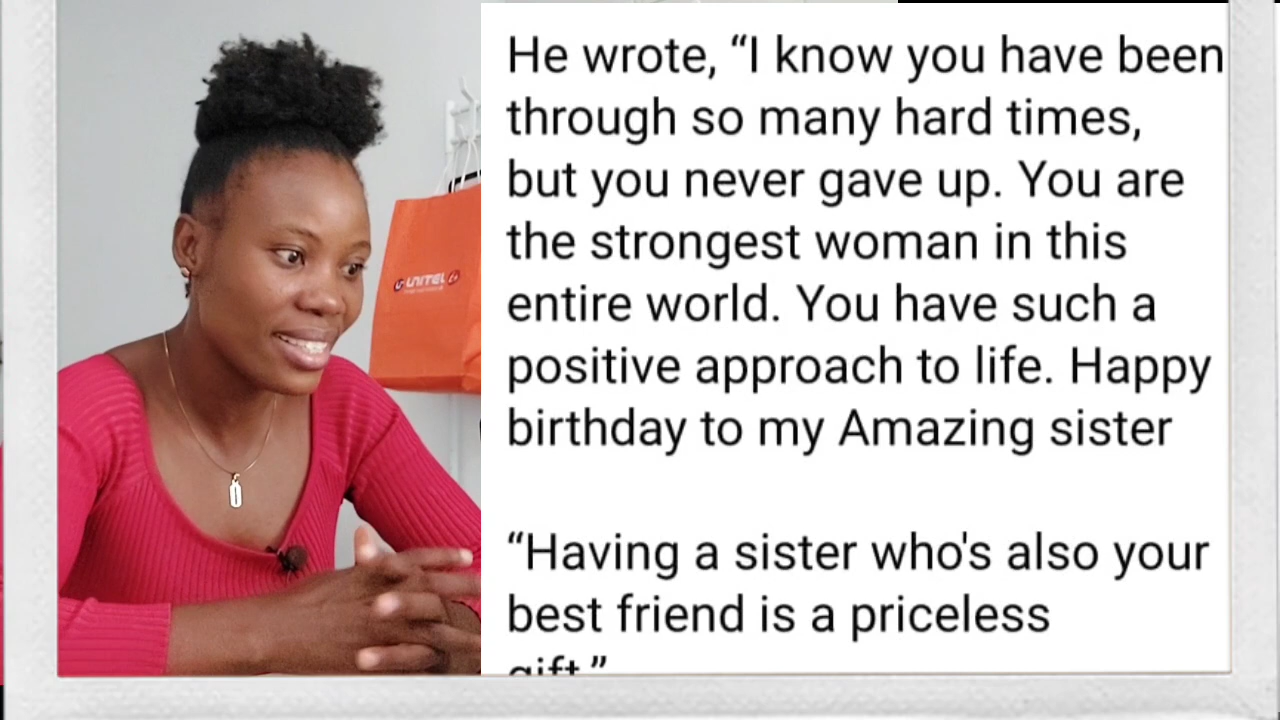 UNITEL
He wrote, “I know you have been
through so many hard times,
but you never gave up. You are
the strongest woman in this
entire world. You have such a
positive approach to life. Happy
birthday to my Amazing sister
“Having a sister who's also your
best friend is a priceless
gift.”